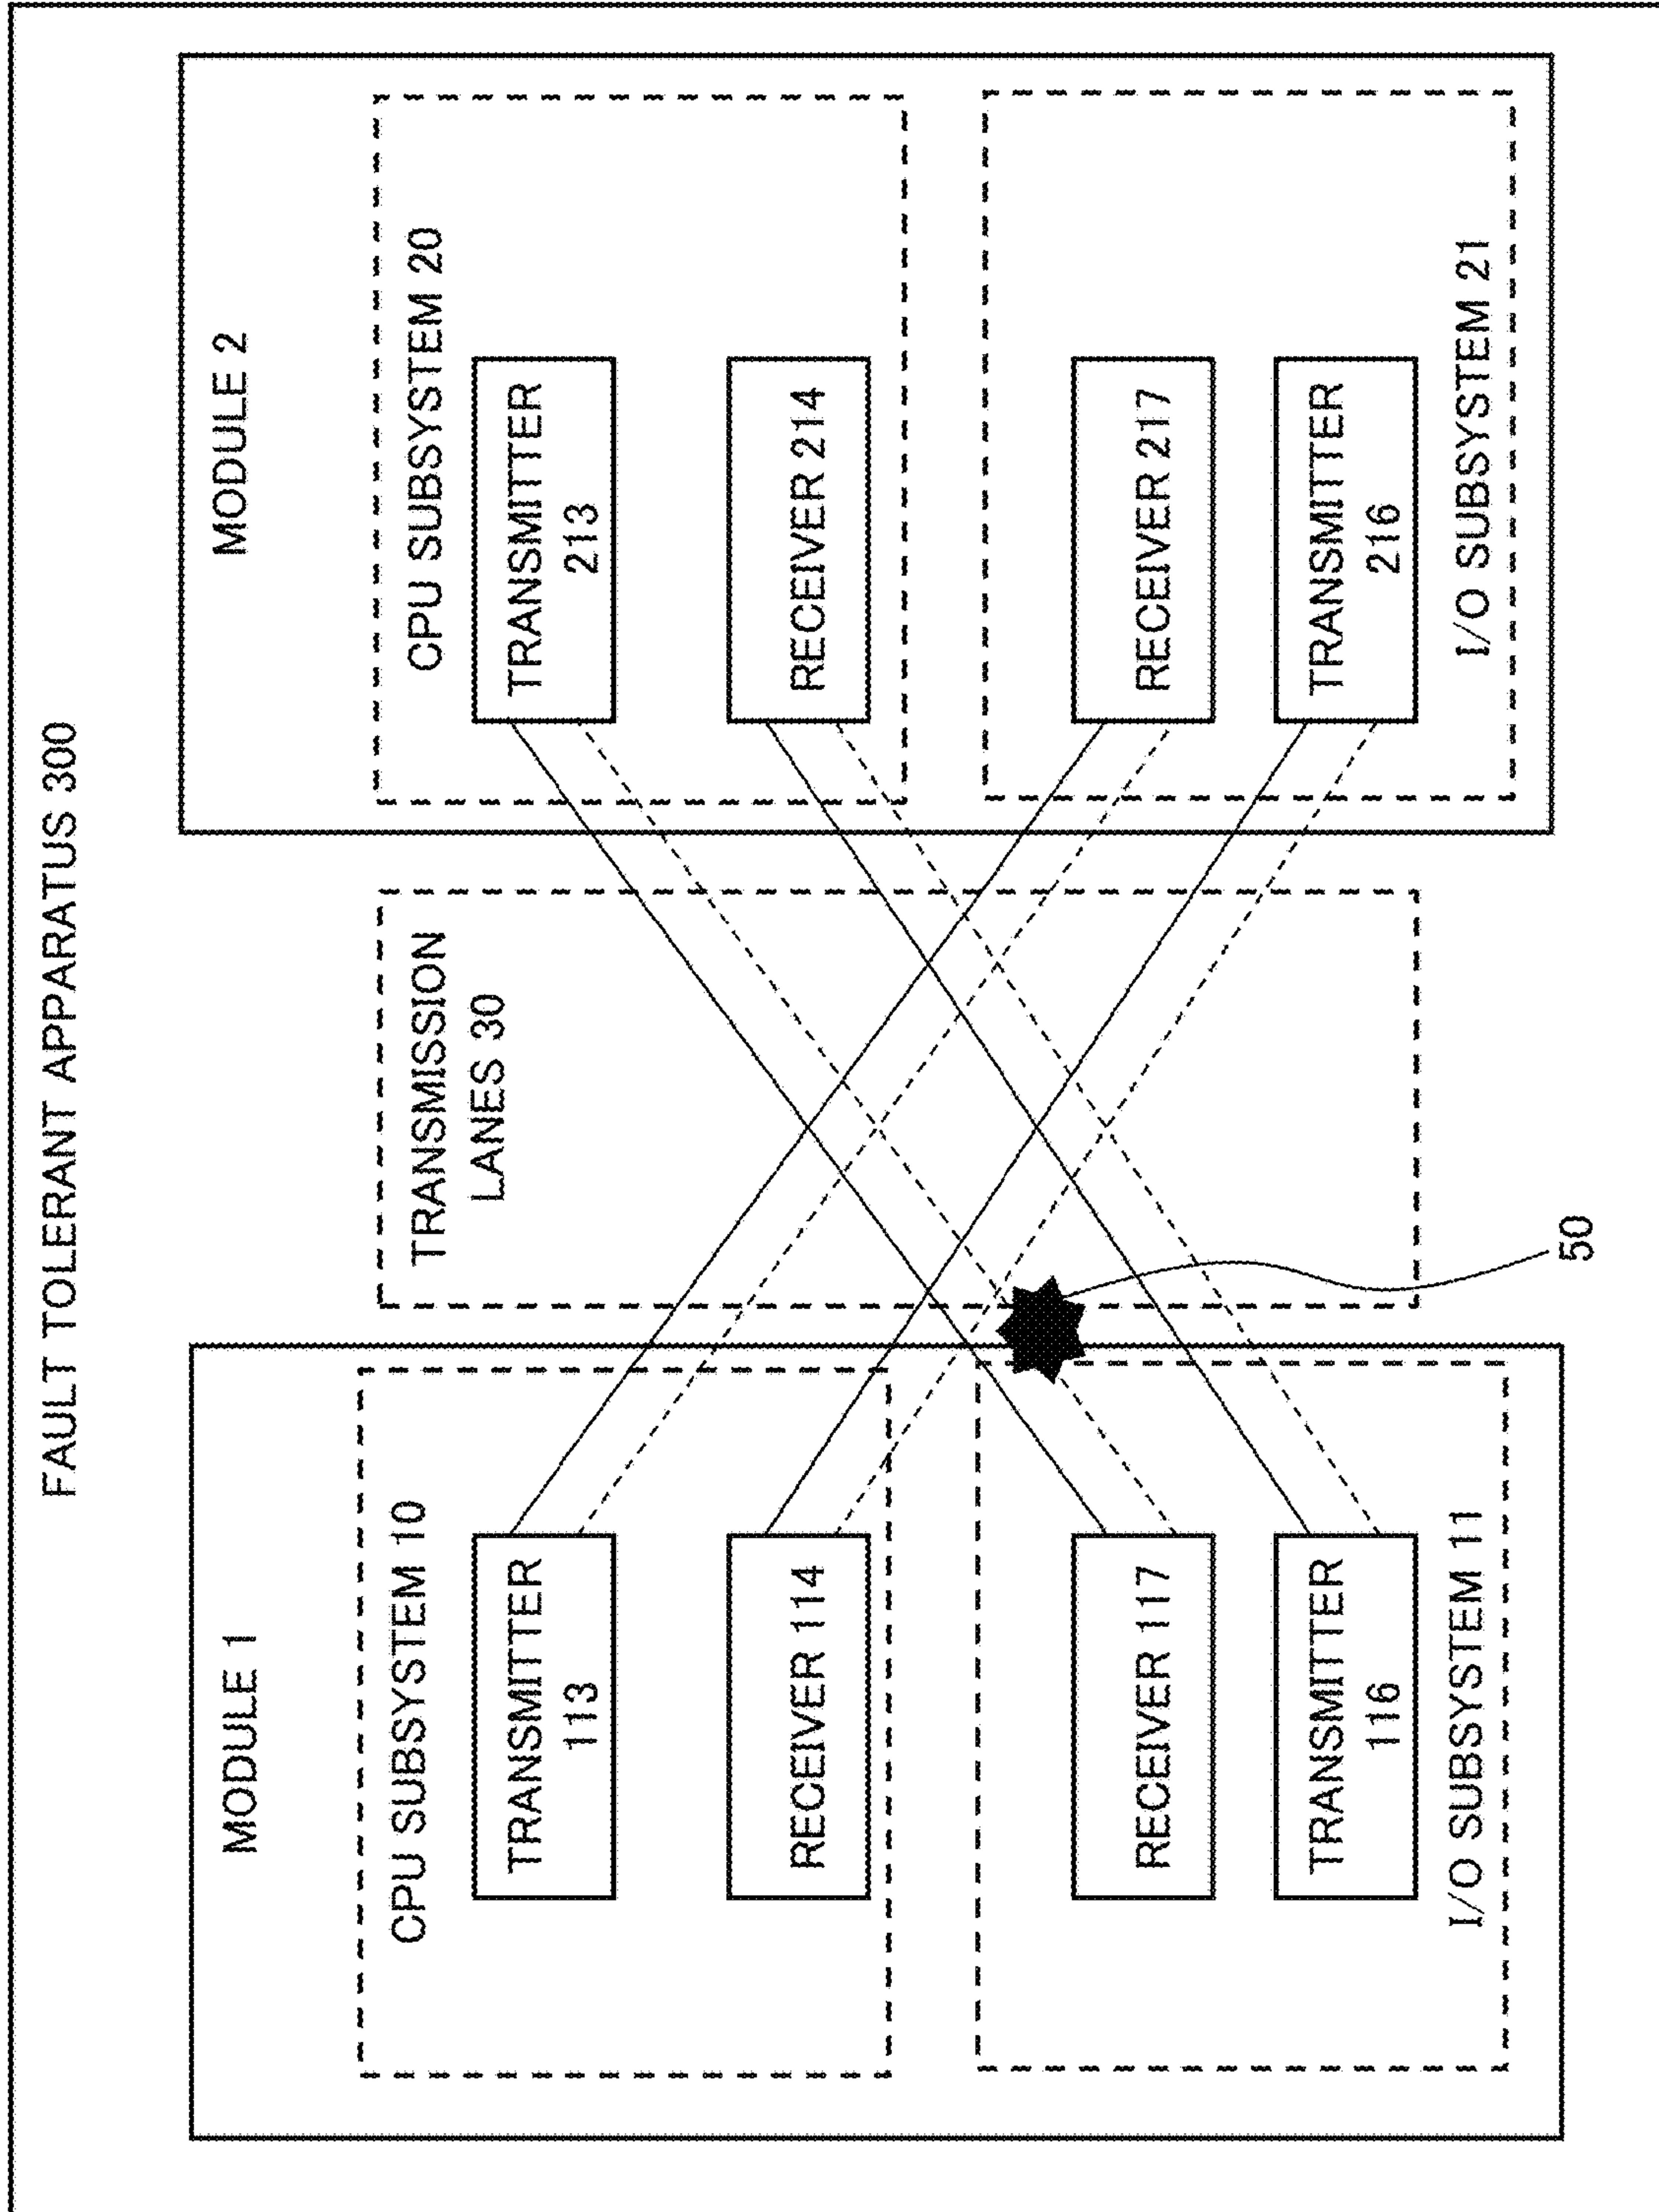 FAULT TOLERANT APPARATUS 300
MODULE 1
CPU SUBSYSTEM 10
TRANSMITTER
113
RECEIVER 114
RECEIVER 117
TRANSMITTER
116
I/O SUBSYSTEM 11
TRANSMISSION
LANES 30
50
MODULE 2
CPU SUBSYSTEM 20
TRANSMITTER
213
RECEIVER 214
RECEIVER 217
TRANSMITTER
216
I/O SUBSYSTEM 21